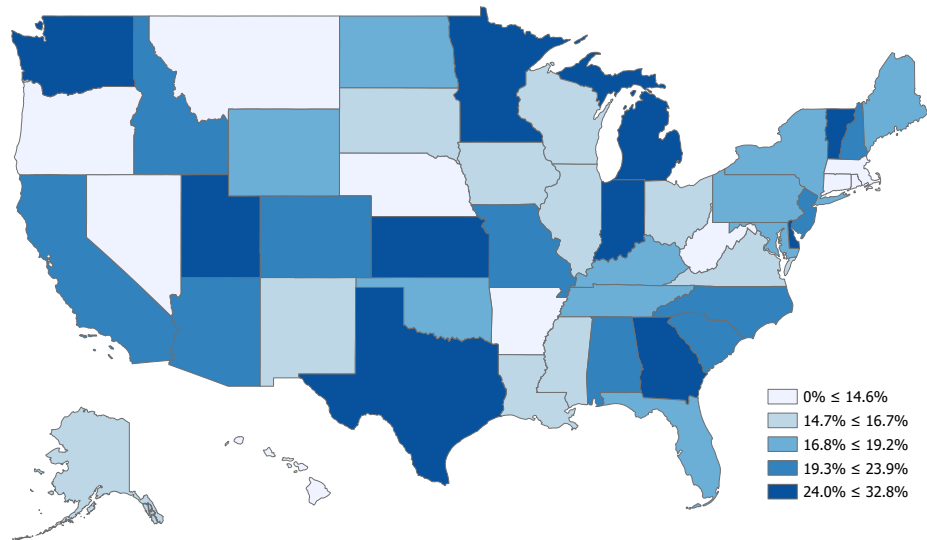 0% ≤ 14.6%
14.7% ≤ 16.7%
16.8% ≤ 19.2%
19.3% ≤ 23.9%
24.0% ≤ 32.8%